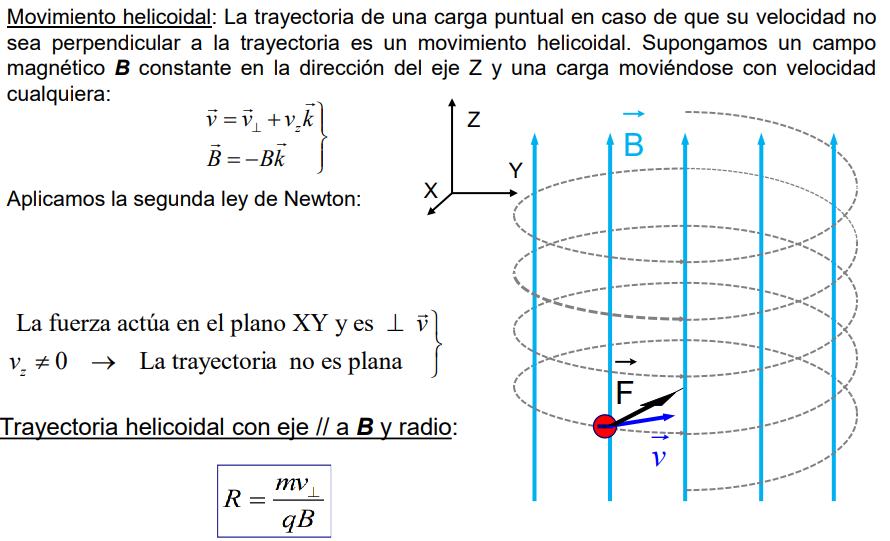 Movimiento helicoidal: La trayectoria de una carga puntual en caso de que su velocidad no
sea perpendicular a la trayectoria es un movimiento helicoidal. Supongamos un campo
magnético B constante en la dirección del eje Z y una carga moviéndose con velocidad
cualquiera:
v⃗ = v⃗⊥ + v_z k⃗
B⃗ = −Bk⃗
Aplicamos la segunda ley de Newton:
La fuerza actúa en el plano XY y es ⊥ v⃗
v_z ≠ 0 → La trayectoria no es plana
Trayectoria helicoidal con eje // a B y radio:
R = mv⊥ / qB
Z
Y
X
B⃗
F⃗
v⃗